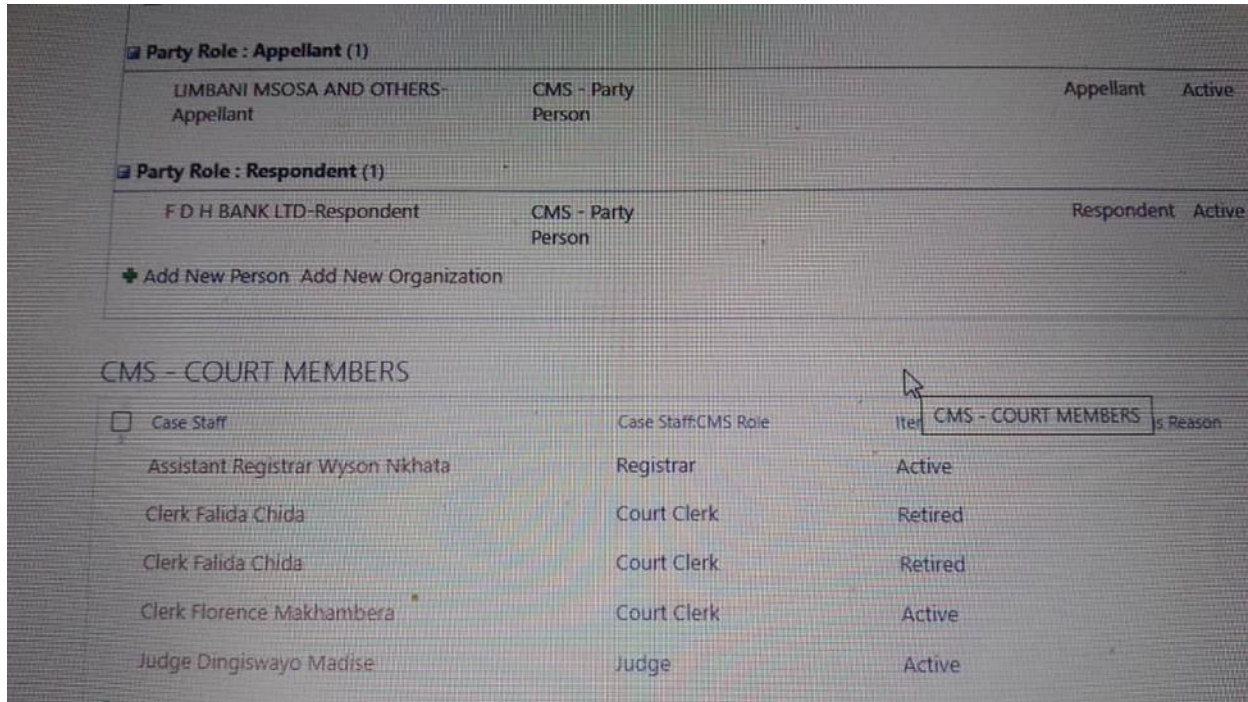 Party Role : Appellant (1)
LIMBANI MSOSA AND OTHERS- CMS - Party Appellant Active
Appellant Person
Party Role : Respondent (1)
F D H BANK LTD-Respondent CMS - Party Respondent Active
Person
Add New Person Add New Organization
CMS - COURT MEMBERS
Case Staff Case Staff:CMS Role CMS - COURT MEMBERS Reason
Assistant Registrar Wyson Nkhata Registrar Active
Clerk Falida Chida Court Clerk Retired
Clerk Falida Chida Court Clerk Retired
Clerk Florence Makhambera Court Clerk Active
Judge Dingiswayo Madise Judge Active